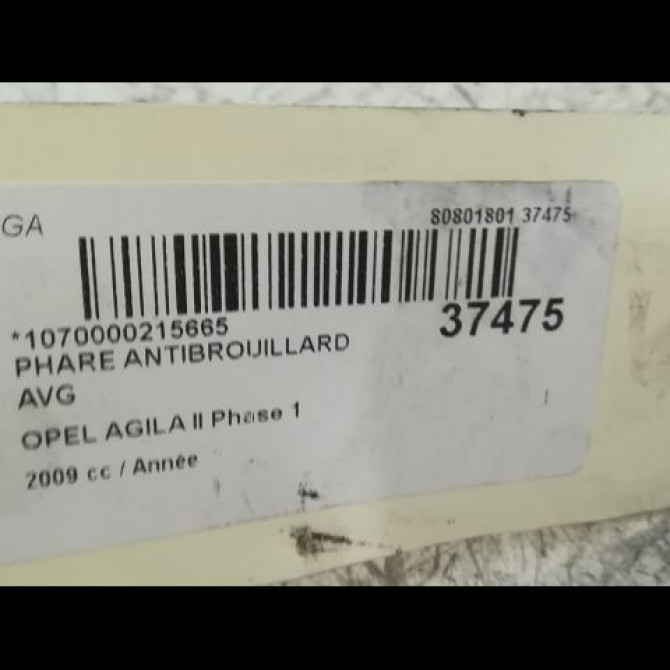 GA
80801801 37475
*1070000215665
37475
PHARE ANTIBROUILLARD
AVG
OPEL AGILA II Phase 1
2009 cc / Année